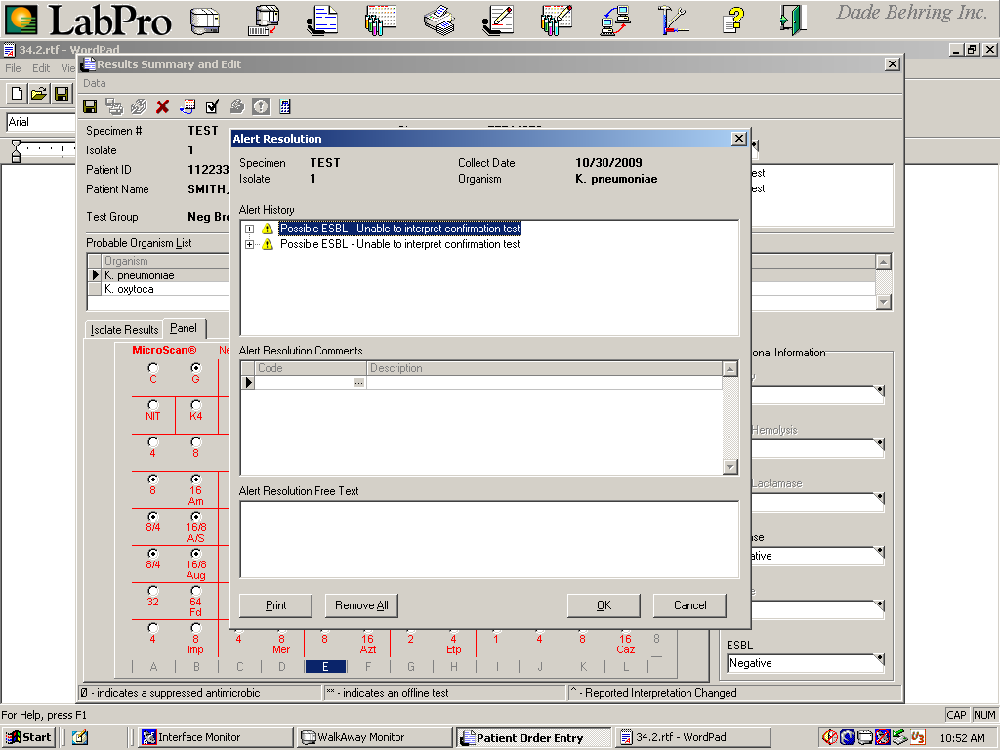 LabPro
Dade Behring Inc.
34.2.rtf - WordPad
File Edit
Results Summary and Edit
Data
Arial
Specimen # TEST
Isolate 1
Patient ID 112233
Patient Name SMITH,
Test Group Neg
Probable Organism List
Organism
K. pneumoniae
K. oxytoca
Isolate Results Panel
MicroScan®
C G
NIT K4
4 8
8 16
Am
8/4 16/8
A/S
8/4 16/8
Aug
32 64
Fd
4 8 4 8 8 16 2 4 1 4 8 16 8
Imp Mer Azt Etp Caz
A B C D E F G H I J K L
Alert Resolution
Specimen TEST Collect Date 10/30/2009
Isolate 1 Organism K. pneumoniae
Alert History
Possible ESBL - Unable to interpret confirmation test
Possible ESBL - Unable to interpret confirmation test
Alert Resolution Comments
Code Description
...
Alert Resolution Free Text
Print Remove All OK Cancel
Hemolysis
Lactamase
ESBL
Negative
Ø - indicates a suppressed antimicrobic ** - indicates an offline test ^ - Reported Interpretation Changed
For Help, press F1 CAP NUM
Start Interface Monitor WalkAway Monitor Patient Order Entry 34.2.rtf - WordPad 10:52 AM